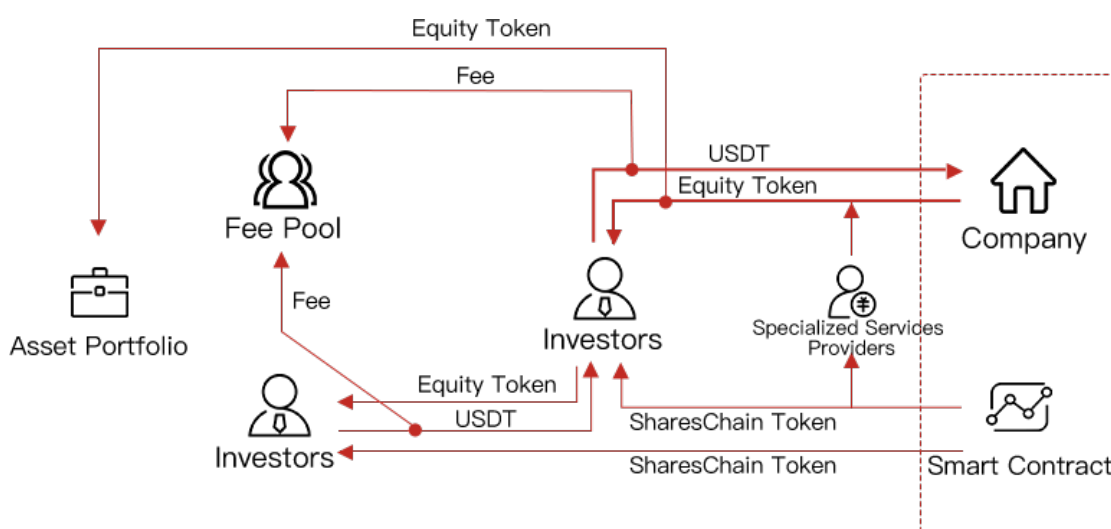 Equity Token
Fee
USDT
Equity Token
Fee Pool
Company
Fee
Asset Portfolio
Investors
Specialized Services
Providers
Equity Token
USDT
SharesChain Token
Investors
SharesChain Token
Smart Contract
¥